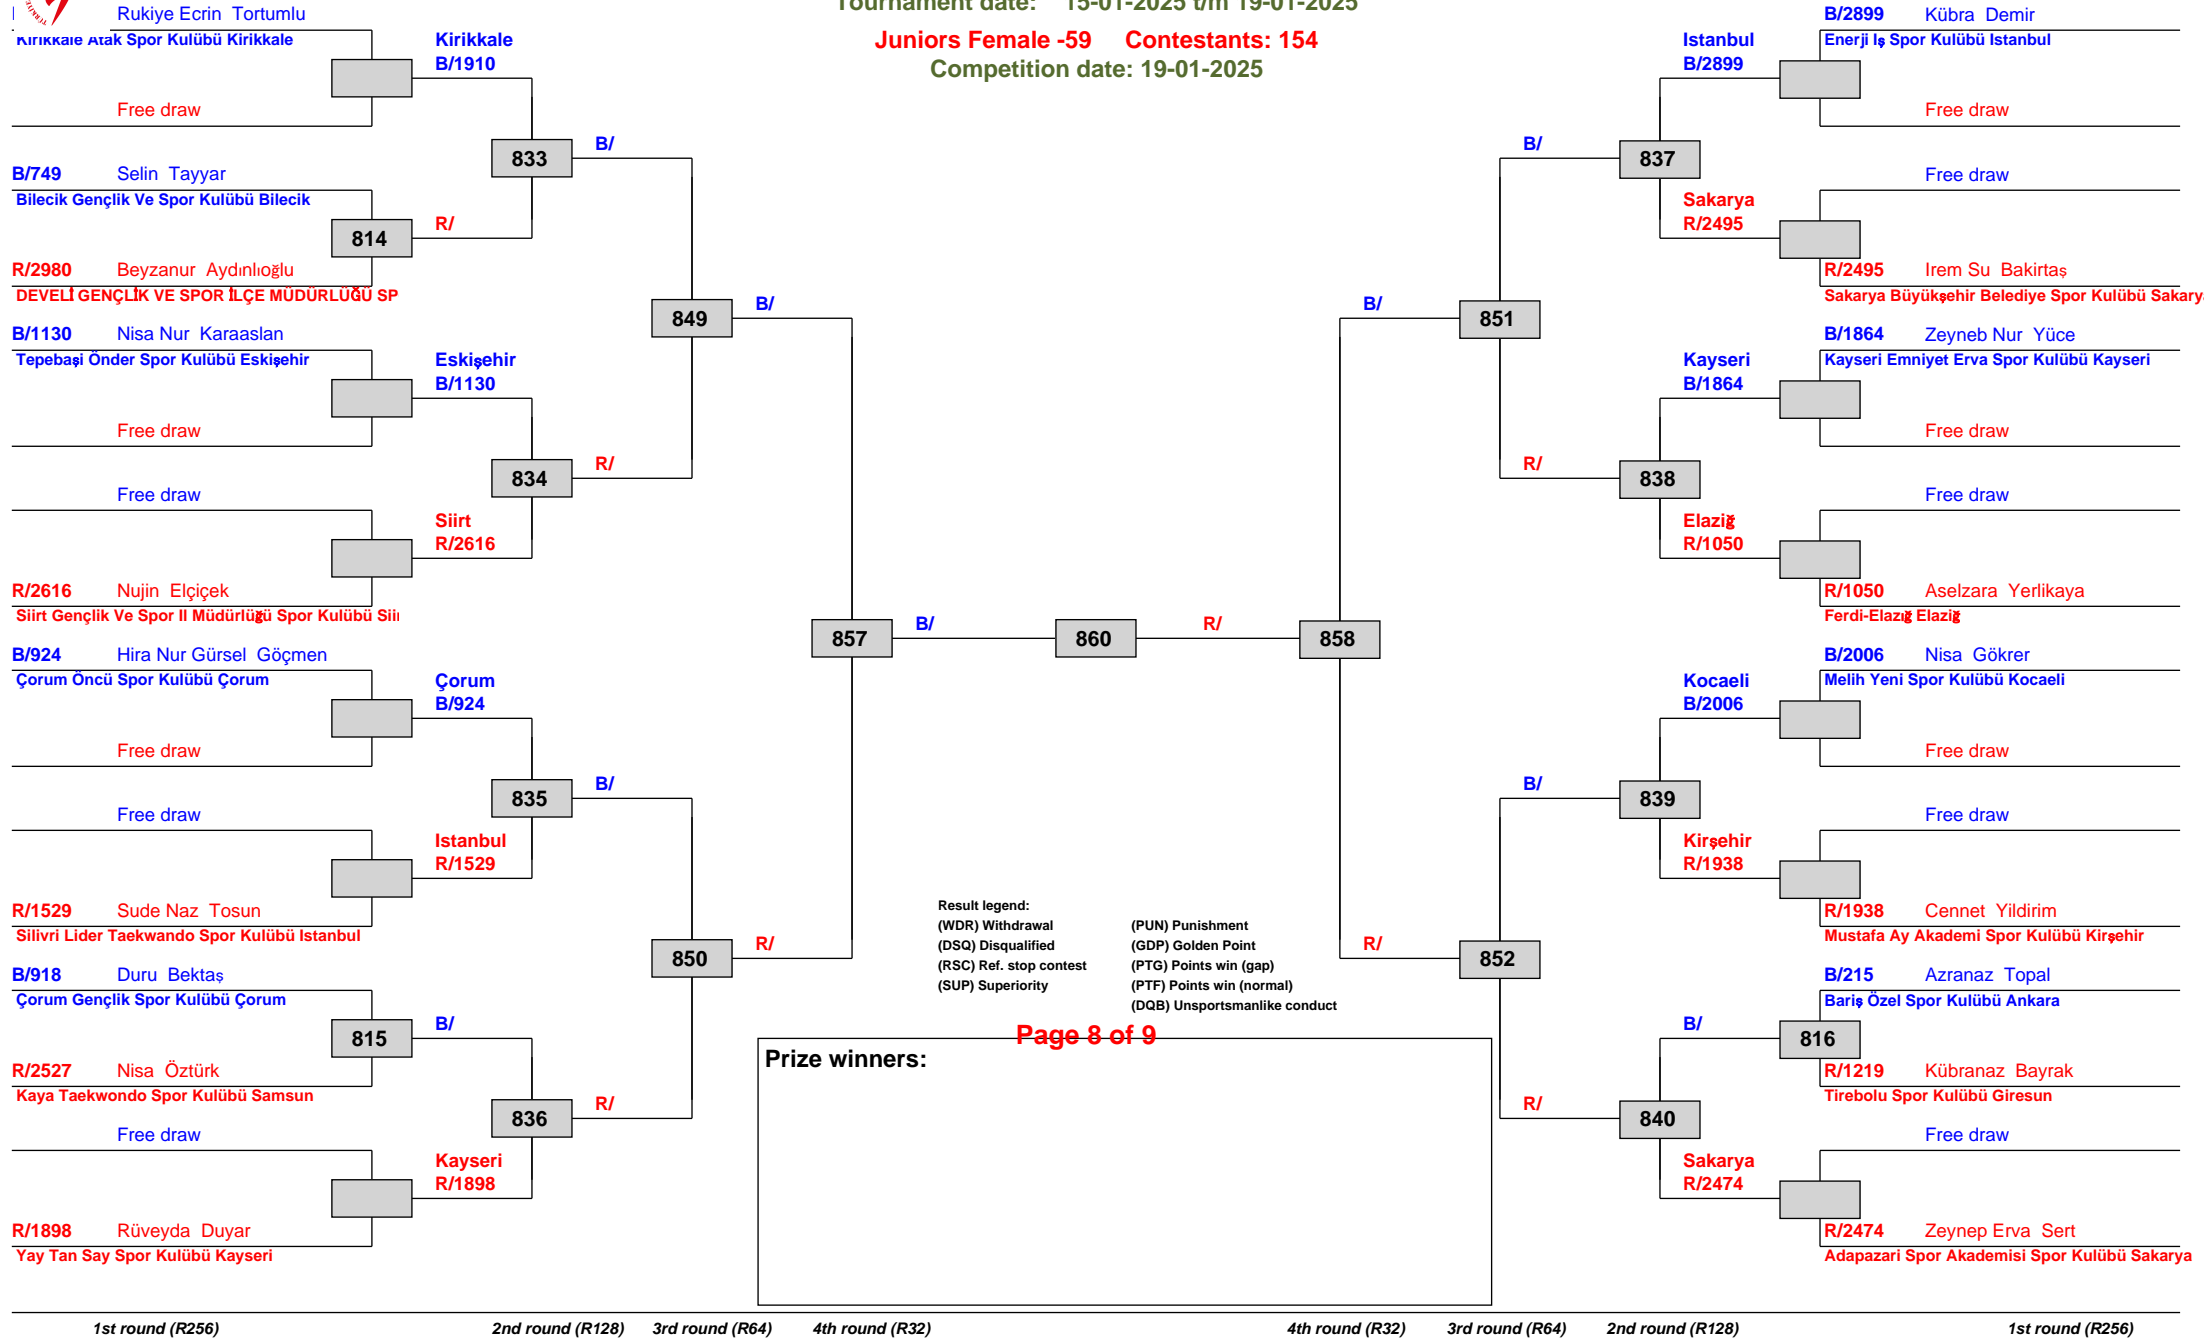 Tournament date: 15-01-2025 t/m 19-01-2025
Juniors Female -59 Contestants: 154
Competition date: 19-01-2025
Rukiye Ecrin Tortumlu
Kirikkale Atak Spor Kulübü Kirikkale
Free draw
Kirikkale
B/1910
833
B/
B/749 Selin Tayyar
Bilecik Gençlik Ve Spor Kulübü Bilecik
814
R/
R/2980 Beyzanur Aydınlıoğlu
DEVELİ GENÇLİK VE SPOR İLÇE MÜDÜRLÜĞÜ SP
849
B/
B/1130 Nisa Nur Karaaslan
Tepebaşi Önder Spor Kulübü Eskişehir
Eskişehir
B/1130
Free draw
834
R/
Free draw
Siirt
R/2616
R/2616 Nujin Elçiçek
Siirt Gençlik Ve Spor Il Müdürlüğü Spor Kulübü Sii
857
B/
860
R/
858
B/924 Hira Nur Gürsel Göçmen
Çorum Öncü Spor Kulübü Çorum
Çorum
B/924
Free draw
835
B/
Free draw
Istanbul
R/1529
R/1529 Sude Naz Tosun
Silivri Lider Taekwando Spor Kulübü Istanbul
850
R/
B/918 Duru Bektaş
Çorum Gençlik Spor Kulübü Çorum
815
B/
R/2527 Nisa Öztürk
Kaya Taekwondo Spor Kulübü Samsun
836
R/
Free draw
Kayseri
R/1898
R/1898 Rüveyda Duyar
Yay Tan Say Spor Kulübü Kayseri
B/2899 Kübra Demir
Enerji Iş Spor Kulübü Istanbul
Istanbul
B/2899
Free draw
B/
837
Free draw
Sakarya
R/2495
R/2495 Irem Su Bakirtaş
Sakarya Büyükşehir Belediye Spor Kulübü Sakary
B/
851
B/1864 Zeyneb Nur Yüce
Kayseri Emniyet Erva Spor Kulübü Kayseri
Kayseri
B/1864
Free draw
R/
838
Free draw
Elaziğ
R/1050
R/1050 Aselzara Yerlikaya
Ferdi-Elazığ Elaziğ
B/2006 Nisa Gökrer
Melih Yeni Spor Kulübü Kocaeli
Kocaeli
B/2006
Free draw
B/
839
Free draw
Kirşehir
R/1938
R/1938 Cennet Yildirim
Mustafa Ay Akademi Spor Kulübü Kirşehir
R/
852
B/215 Azranaz Topal
Bariş Özel Spor Kulübü Ankara
B/
816
R/1219 Kübranaz Bayrak
Tirebolu Spor Kulübü Giresun
R/
840
Free draw
Sakarya
R/2474
R/2474 Zeynep Erva Sert
Adapazari Spor Akademisi Spor Kulübü Sakarya
Result legend:
(WDR) Withdrawal (PUN) Punishment
(DSQ) Disqualified (GDP) Golden Point
(RSC) Ref. stop contest (PTG) Points win (gap)
(SUP) Superiority (PTF) Points win (normal)
(DQB) Unsportsmanlike conduct
Page 8 of 9
Prize winners:
1st round (R256) 2nd round (R128) 3rd round (R64) 4th round (R32) 4th round (R32) 3rd round (R64) 2nd round (R128) 1st round (R256)